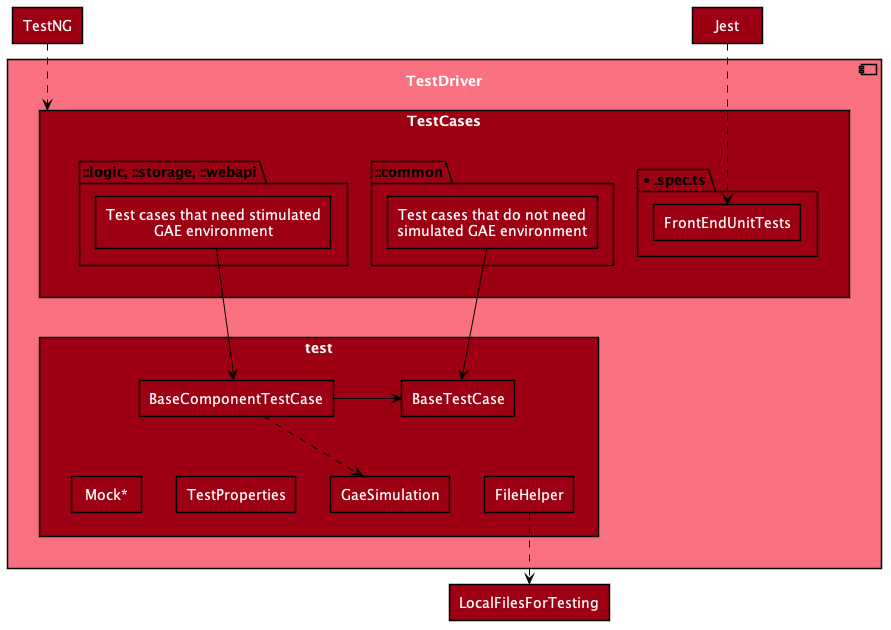 TestNG
Jest
TestDriver
TestCases
::logic, ::storage, ::webapi
::common
• .spec.ts
Test cases that need stimulated
GAE environment
Test cases that do not need
simulated GAE environment
FrontEndUnitTests
test
BaseComponentTestCase
BaseTestCase
Mock*
TestProperties
GaeSimulation
FileHelper
LocalFilesForTesting